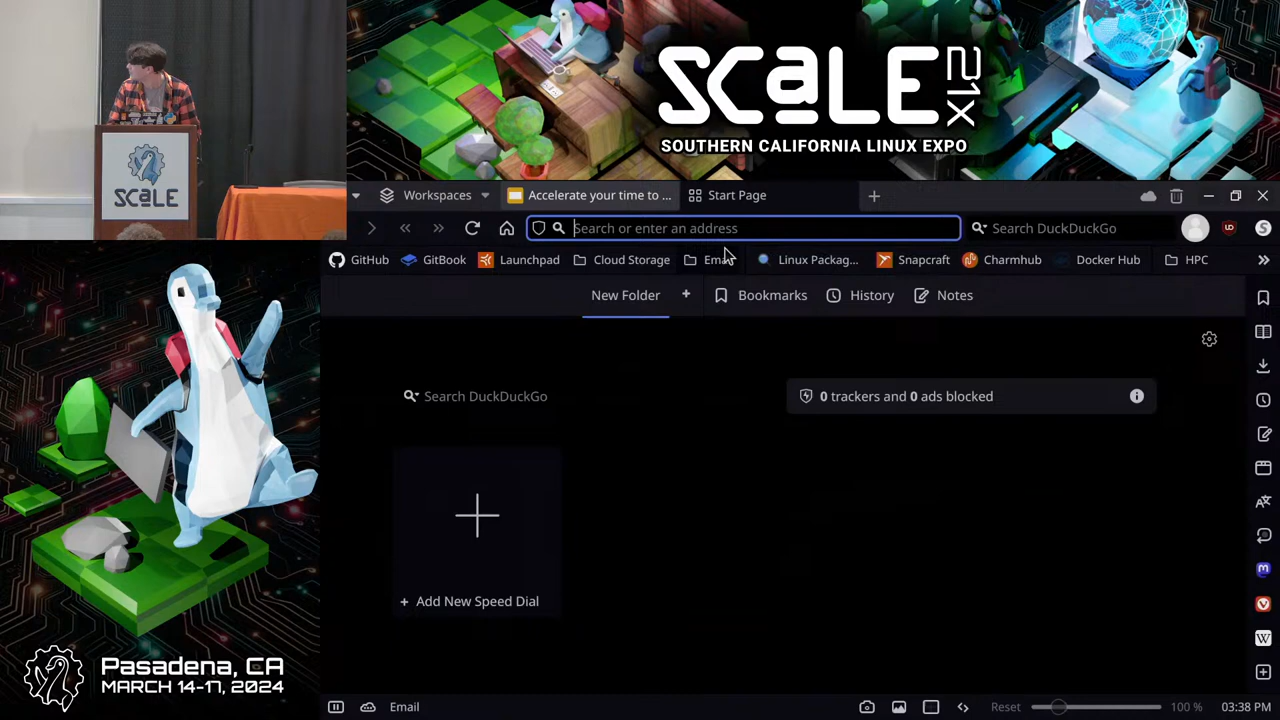 SCALE 21X
SOUTHERN CALIFORNIA LINUX EXPO
SCALE
Workspaces
Accelerate your time to ...
Start Page
Search or enter an address
Search DuckDuckGo
GitHub
GitBook
Launchpad
Cloud Storage
Linux Packag...
Snapcraft
Charmhub
Docker Hub
HPC
New Folder
Bookmarks
History
Notes
Search DuckDuckGo
0 trackers and 0 ads blocked
+ Add New Speed Dial
Pasadena, CA
MARCH 14-17, 2024
Email
Reset
100 %
03:38 PM